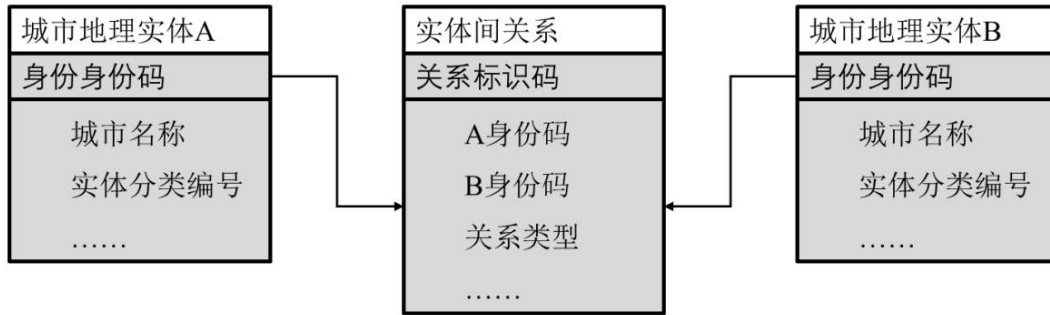 城市地理实体A
身份身份码
城市名称
实体分类编号
……
实体间关系
关系标识码
A身份码
B身份码
关系类型
……
城市地理实体B
身份身份码
城市名称
实体分类编号
……